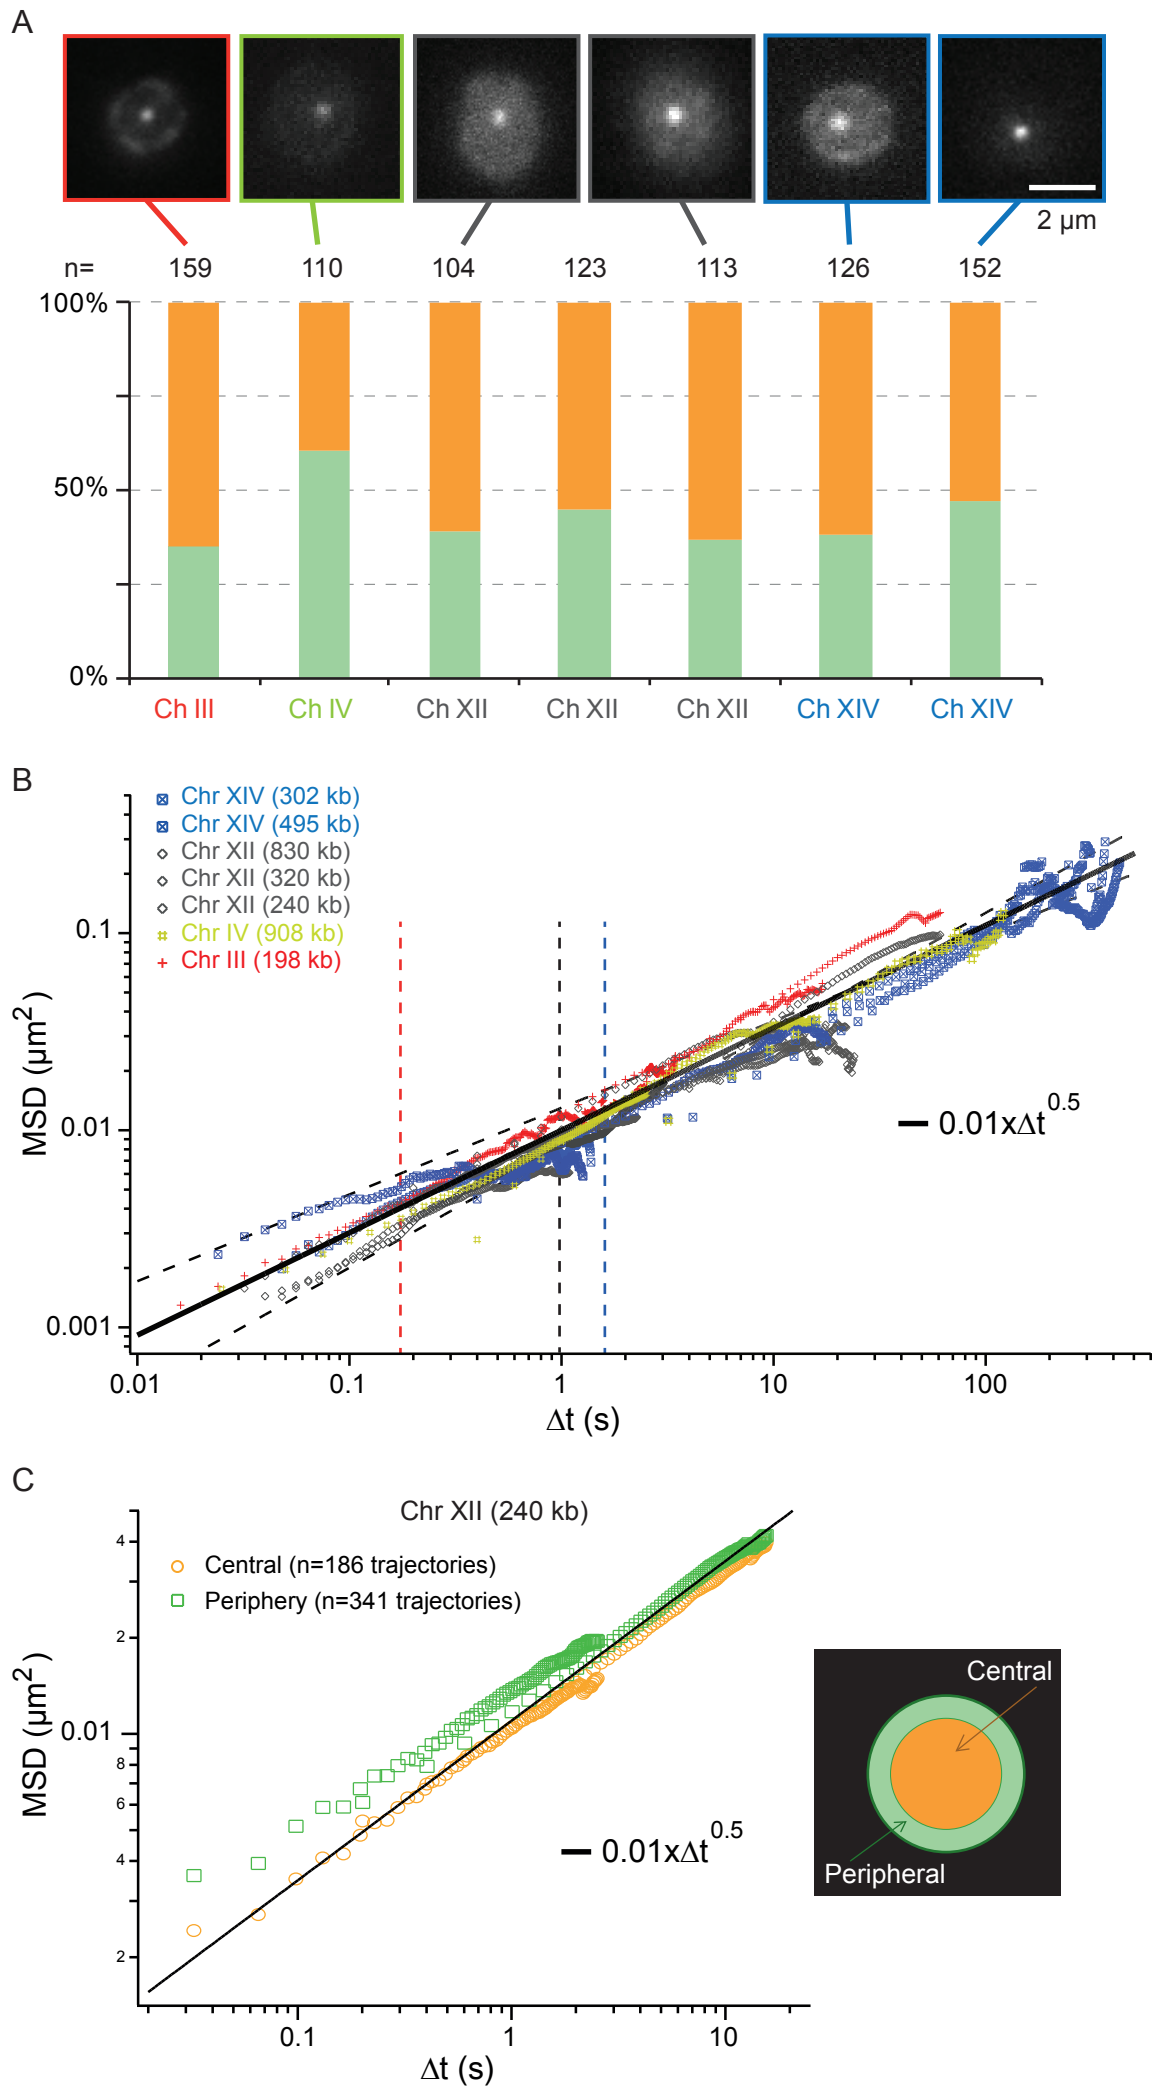 A
2 µm
n= 159 110 104 123 113 126 152
100%
50%
0%
Ch III Ch IV Ch XII Ch XII Ch XII Ch XIV Ch XIV
B
Chr XIV (302 kb)
Chr XIV (495 kb)
Chr XII (830 kb)
Chr XII (320 kb)
Chr XII (240 kb)
Chr IV (908 kb)
Chr III (198 kb)
MSD (µm²)
0.1
0.01
0.001
0.01x∆t^0.5
0.01 0.1 1 10 100
∆t (s)
C
Chr XII (240 kb)
Central (n=186 trajectories)
Periphery (n=341 trajectories)
MSD (µm²)
4
2
0.01
8
6
4
2
0.01x∆t^0.5
0.1 1 10
∆t (s)
Central
Peripheral